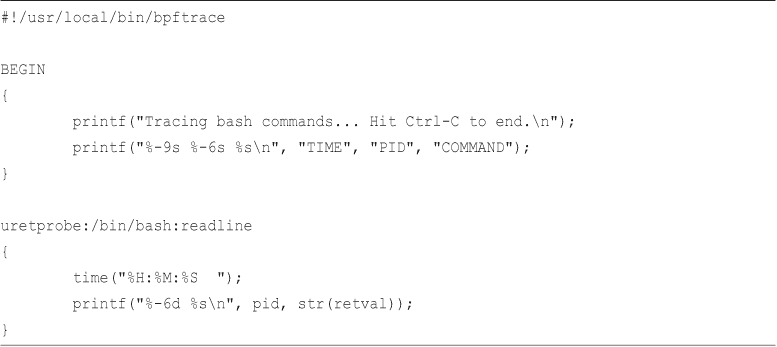 #!/usr/local/bin/bpftrace
BEGIN
{
        printf("Tracing bash commands... Hit Ctrl-C to end.\n");
        printf("%-9s %-6s %s\n", "TIME", "PID", "COMMAND");
}
uretprobe:/bin/bash:readline
{
        time("%H:%M:%S  ");
        printf("%-6d %s\n", pid, str(retval));
}